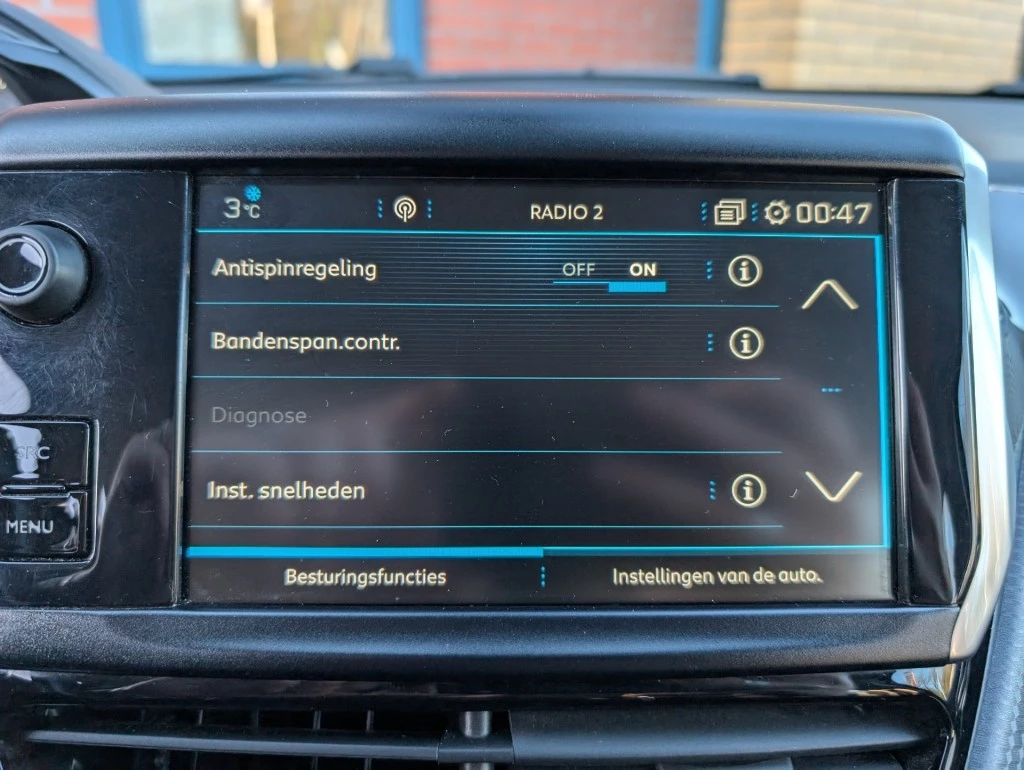 3°C RADIO 2 00:47
Antispinregeling OFF ON
Bandenspan.contr.
Diagnose
SRC
Inst. snelheden
MENU
Besturingsfuncties Instellingen van de auto.